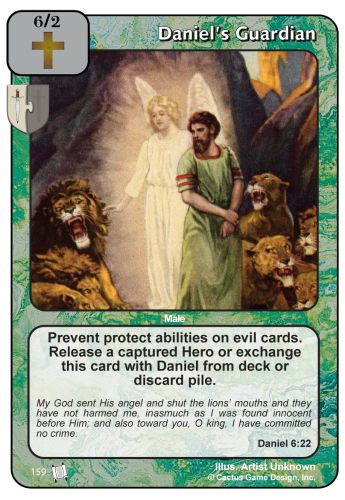 6/2
Daniel's Guardian
Male
Prevent protect abilities on evil cards.
Release a captured Hero or exchange
this card with Daniel from deck or
discard pile.
My God sent His angel and shut the lions' mouths and they
have not harmed me, inasmuch as I was found innocent
before Him; and also toward you, O king, I have committed
no crime.
Daniel 6:22
Illus. Artist Unknown
159
© Cactus Game Design, Inc.